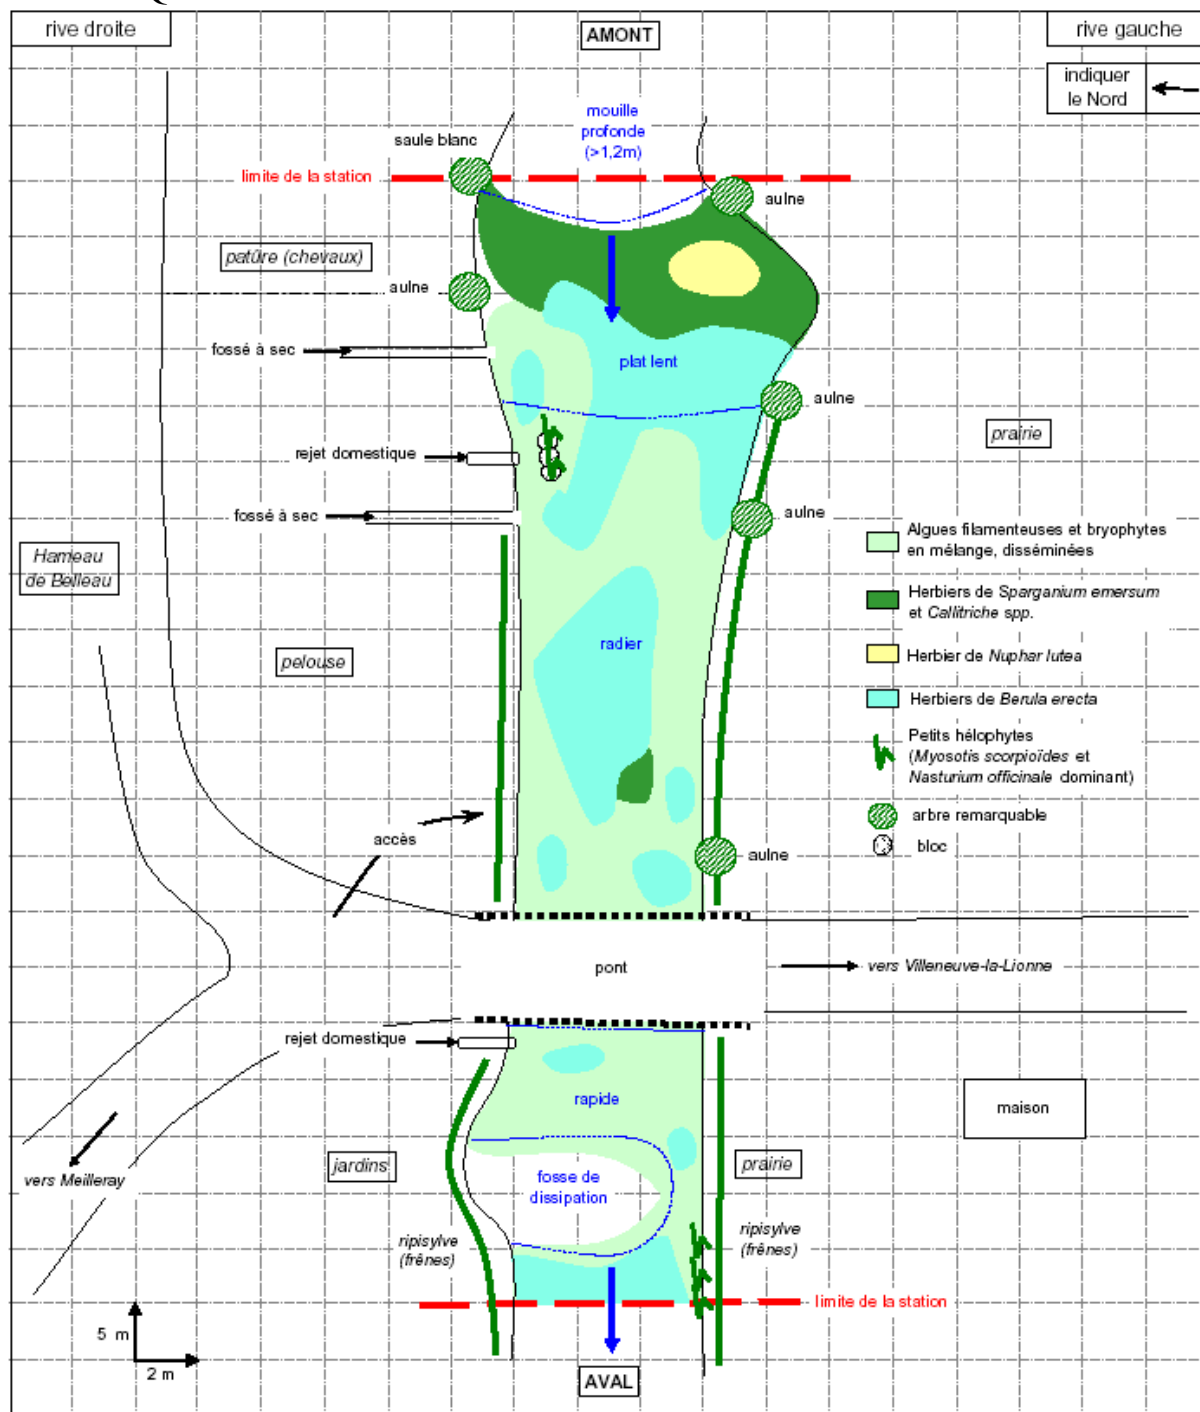 rive droite
AMONT
rive gauche
indiquer
le Nord
mouille
profonde
(>1,2m)
saule blanc
limite de la station
aulne
patûre (chevaux)
aulne
fossé à sec
plat lent
aulne
prairie
rejet domestique
fossé à sec
aulne
Algues filamenteuses et bryophytes
en mélange, disséminées
Hameau
de Belleau
Herbiers de Sparganium emersum
et Callitriche spp.
radier
pelouse
Herbier de Nuphar lutea
Herbiers de Berula erecta
Petits hélophytes
(Myosotis scorpioïdes et
Nasturium officinale dominant)
arbre remarquable
accès
bloc
aulne
pont
vers Villeneuve-la-Lionne
rejet domestique
rapide
maison
jardins
prairie
fosse de
dissipation
vers Meilleray
ripisylve
(frênes)
ripisylve
(frênes)
limite de la station
5 m
2 m
AVAL